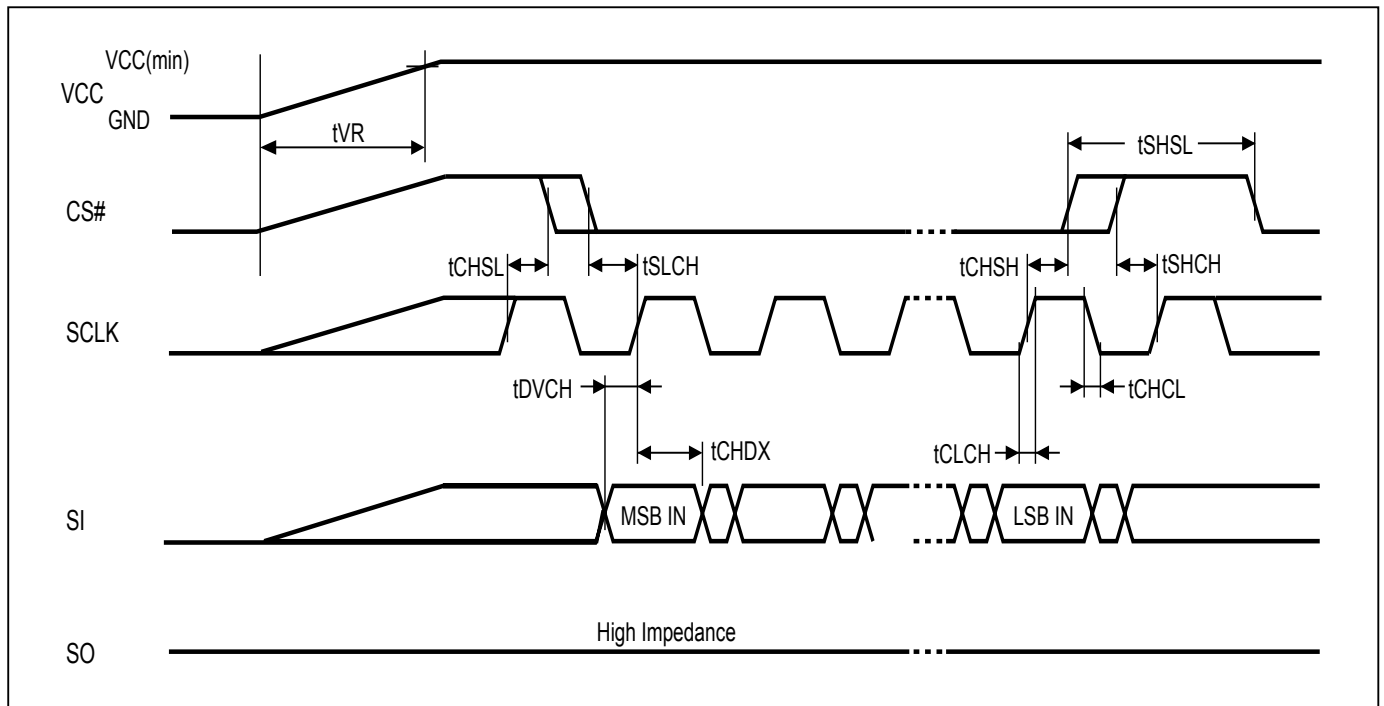 VCC(min)
VCC
GND
tVR
tSHSL
CS#
tCHSL
tSLCH
tCHSH
tSHCH
SCLK
tDVCH
tCHCL
tCHDX
tCLCH
SI
MSB IN
LSB IN
High Impedance
SO